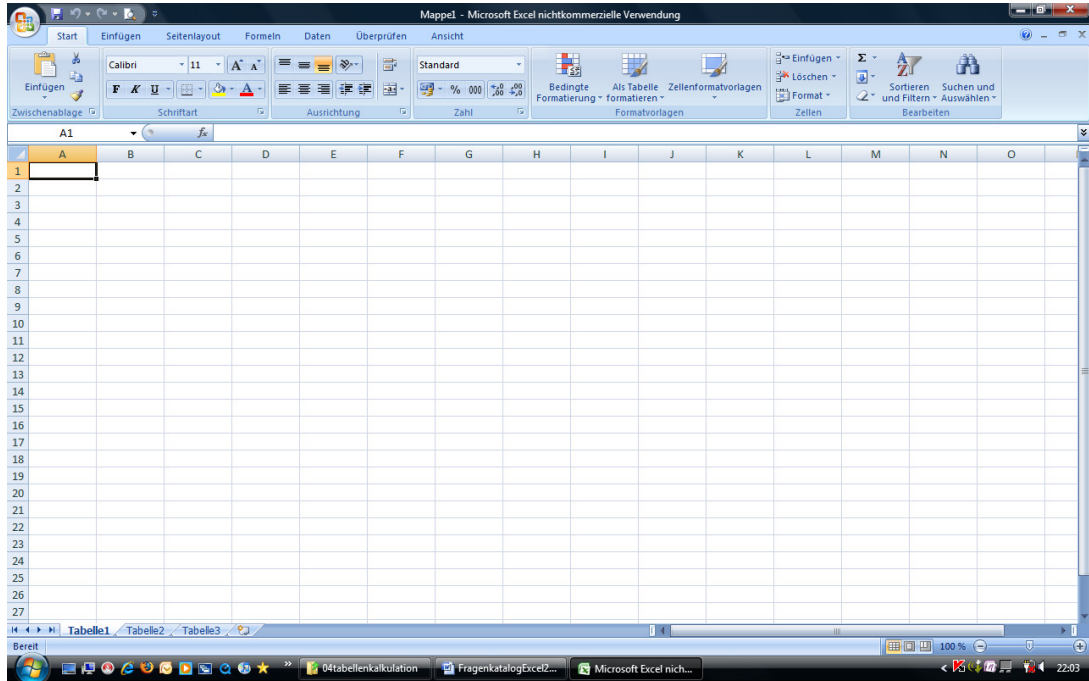 Mappe1 - Microsoft Excel nichtkommerzielle Verwendung
Start Einfügen Seitenlayout Formeln Daten Überprüfen Ansicht
Einfügen
Calibri 11 A A
F K U A
Standard
% 000 ,00 ,00
Bedingte Formatierung
Als Tabelle formatieren
Zellenformatvorlagen
Einfügen
Löschen
Format
Σ
Sortieren und Filtern
Suchen und Auswählen
Zwischenablage Schriftart Ausrichtung Zahl Formatvorlagen Zellen Bearbeiten
A1 fx
A B C D E F G H I J K L M N O
1
2
3
4
5
6
7
8
9
10
11
12
13
14
15
16
17
18
19
20
21
22
23
24
25
26
27
Tabelle1 Tabelle2 Tabelle3
Bereit 100 %
04tabellenkalkulation FragenkatalogExcel2... Microsoft Excel nich... 22:03